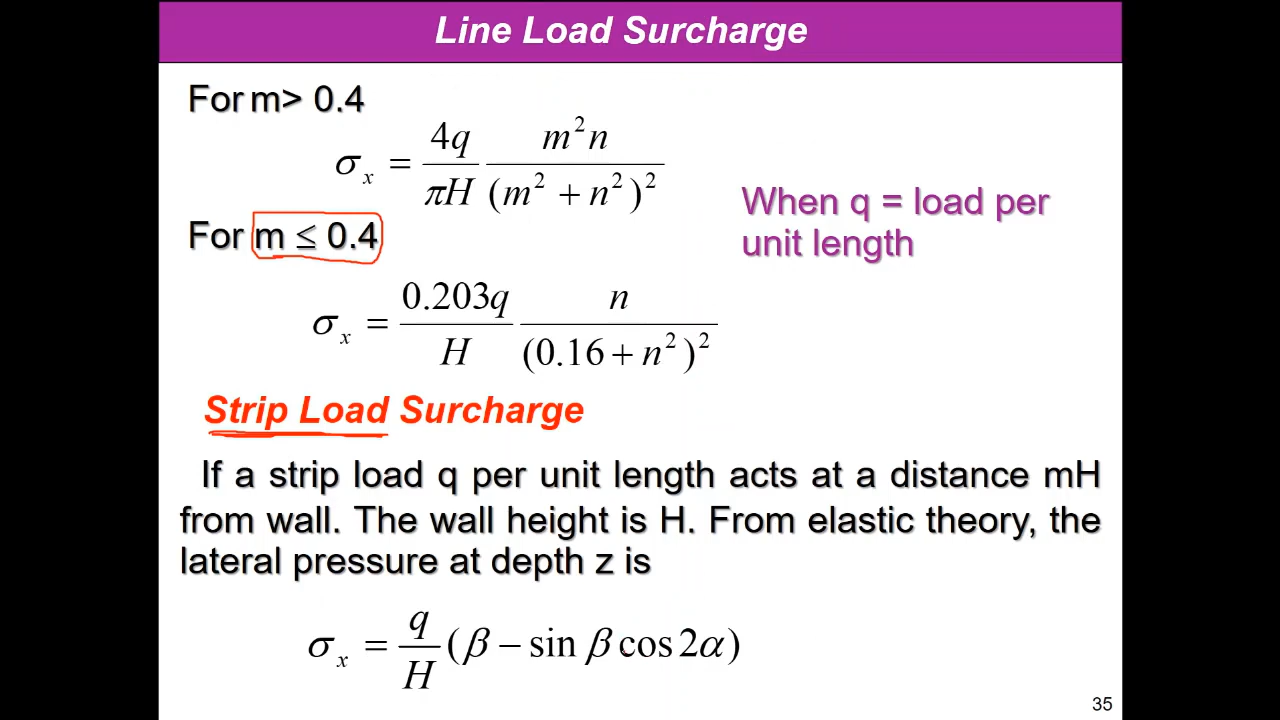 Line Load Surcharge
For m> 0.4
σₓ = 4q/πH m²n/(m² + n²)²
When q = load per
unit length
For m ≤ 0.4
σₓ = 0.203q/H n/(0.16 + n²)²
Strip Load Surcharge
If a strip load q per unit length acts at a distance mH
from wall. The wall height is H. From elastic theory, the
lateral pressure at depth z is
σₓ = q/H (β − sin β cos 2α)
35